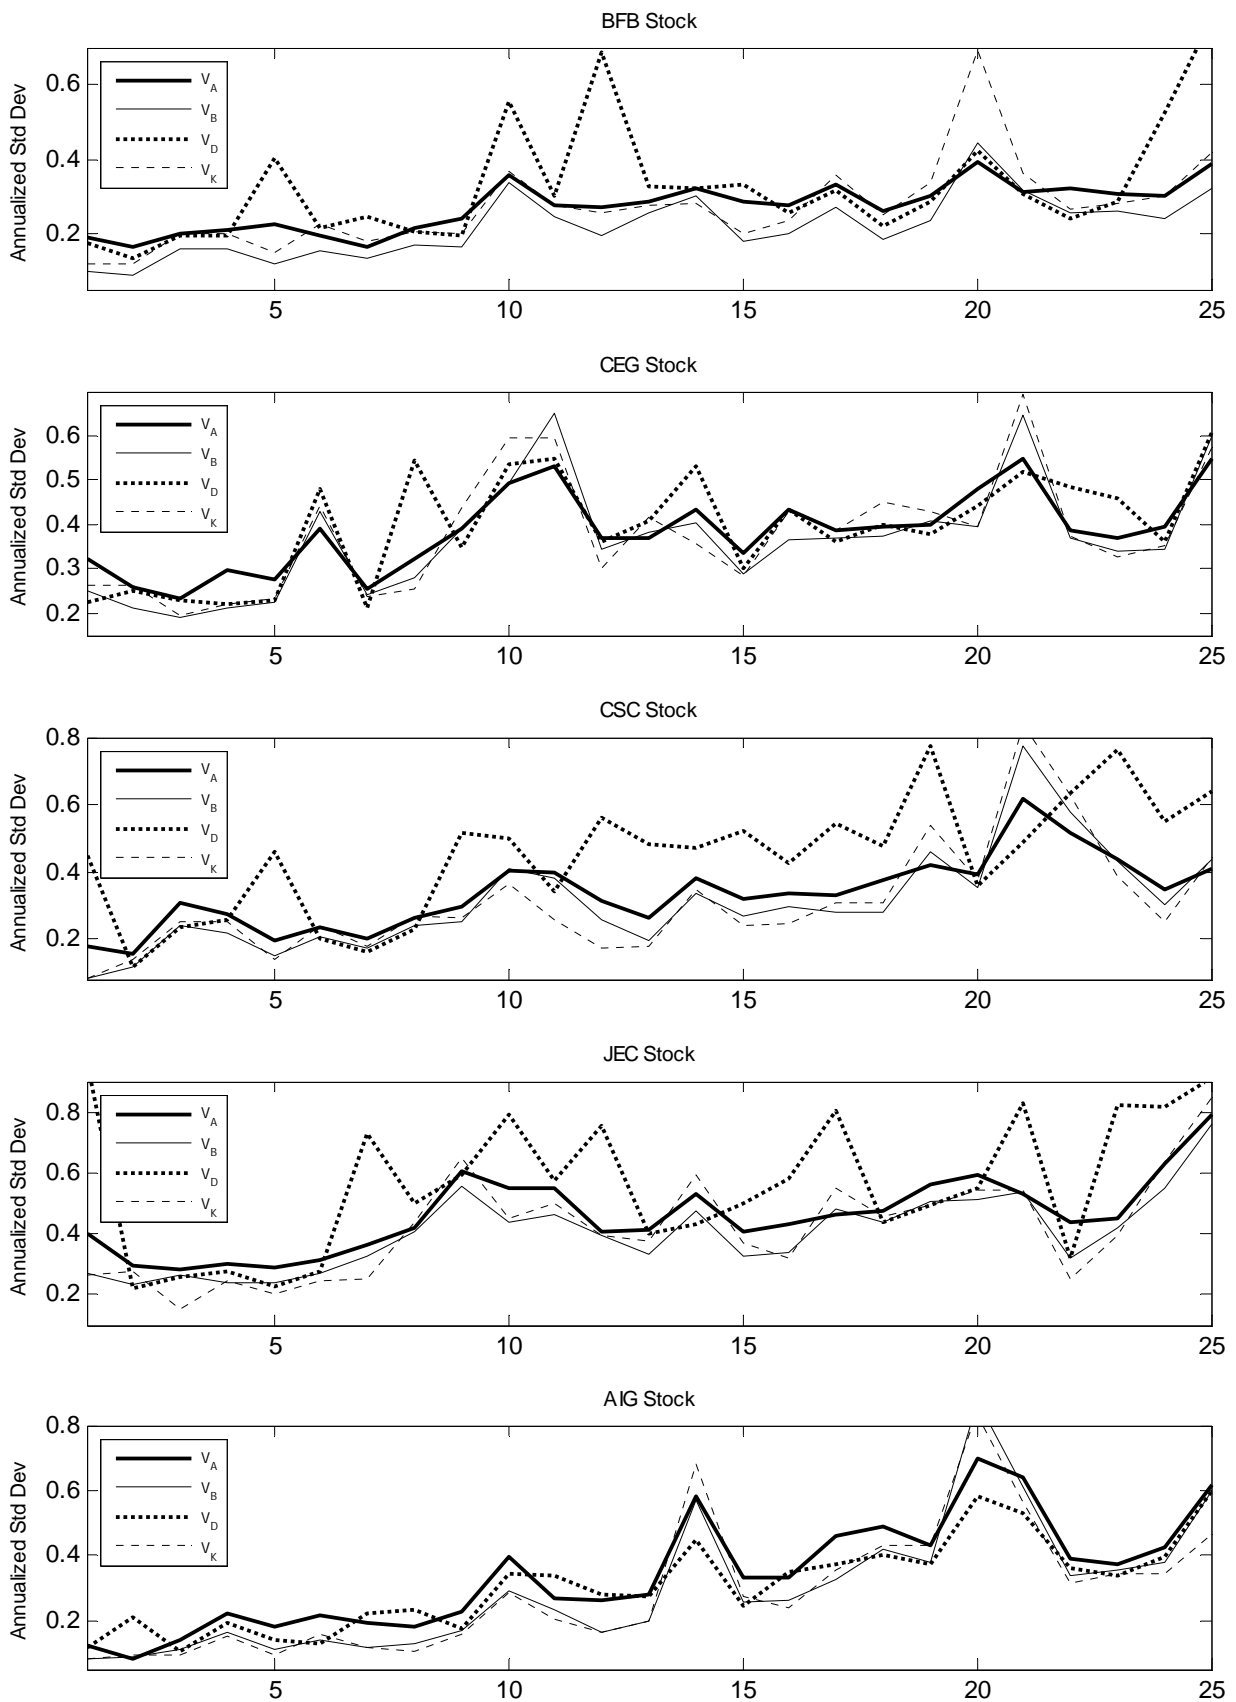 BFB Stock
Annualized Std Dev
0.6
0.4
0.2
V_A
V_B
V_D
V_K
5 10 15 20 25
CEG Stock
Annualized Std Dev
0.6
0.5
0.4
0.3
0.2
V_A
V_B
V_D
V_K
5 10 15 20 25
CSC Stock
Annualized Std Dev
0.8
0.6
0.4
0.2
V_A
V_B
V_D
V_K
5 10 15 20 25
JEC Stock
Annualized Std Dev
0.8
0.6
0.4
0.2
V_A
V_B
V_D
V_K
5 10 15 20 25
AIG Stock
Annualized Std Dev
0.8
0.6
0.4
0.2
V_A
V_B
V_D
V_K
5 10 15 20 25